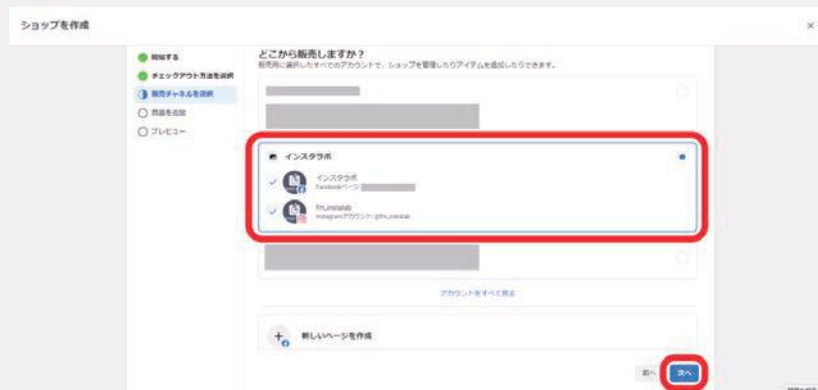 ショップを作成
×
開始する
チェックアウト方法を選択
販売チャネルを選択
商品を追加
プレビュー
どこから販売しますか？
販売用に選択したすべてのアカウントで、ショップを管理したりアイテムを追加したりできます。
インスタラボ
インスタラボ
Facebookページ
fm_instalab
Instagramアカウント・@fm_instalab
アカウントをすべて見る
新しいページを作成
前へ
次へ